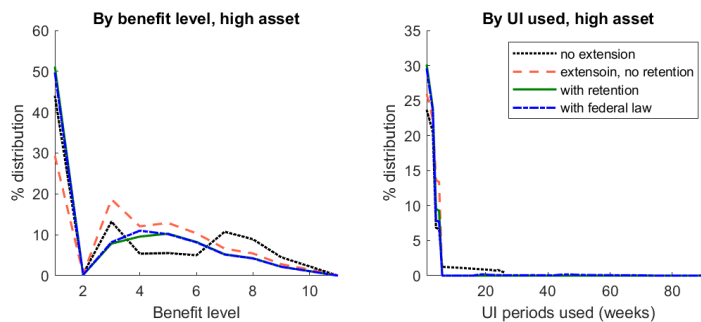 By benefit level, high asset
By UI used, high asset
60
50
40
30
20
10
0
% distribution
2
4
6
8
10
Benefit level
35
30
25
20
15
10
5
0
% distribution
no extension
extensoin, no retention
with retention
with federal law
20
40
60
80
UI periods used (weeks)